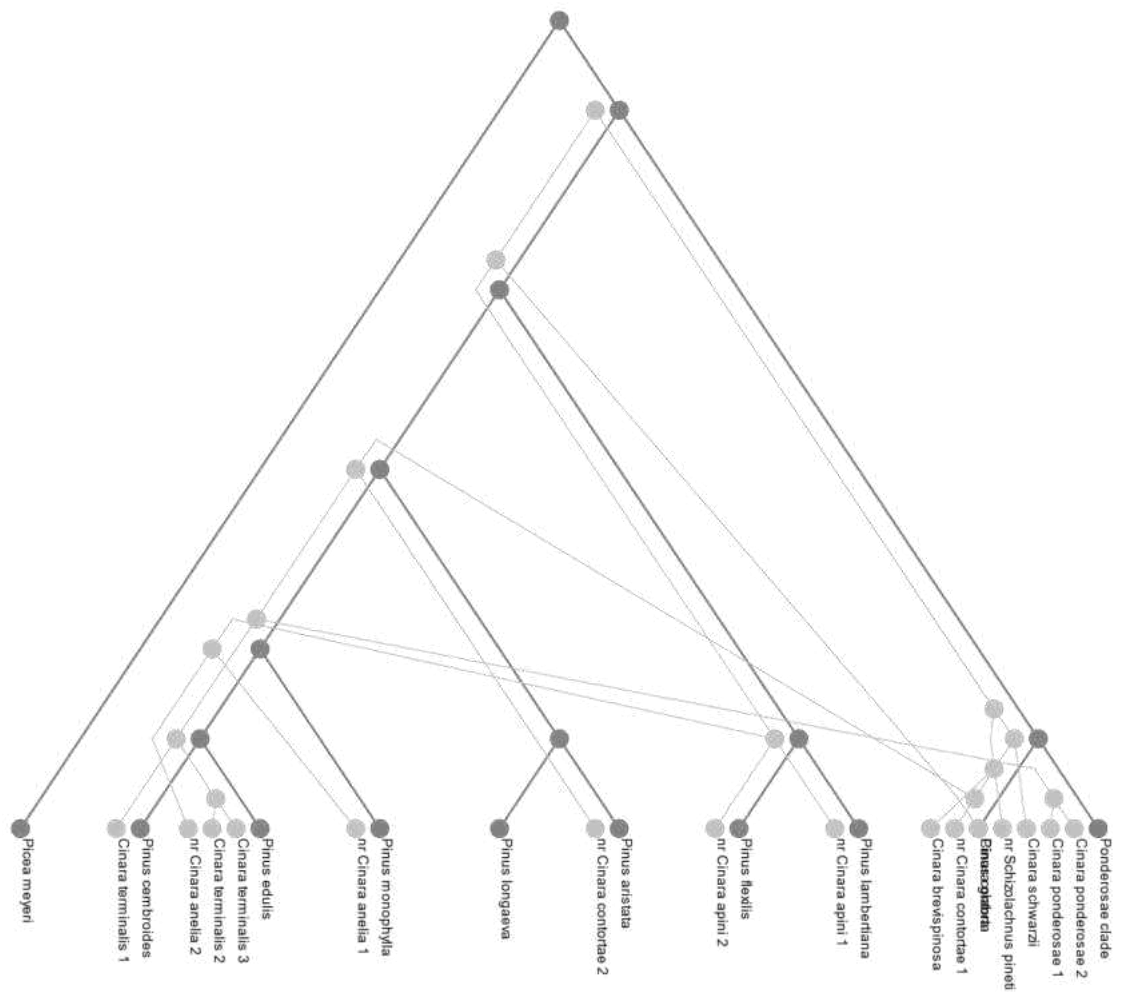 Picea meyeri
Cinara terminalis 1
Pinus cembroides
nr Cinara anelia 2
Cinara terminalis 2
Cinara terminalis 3
Pinus edulis
nr Cinara anelia 1
Pinus monophylla
Pinus longaeva
nr Cinara contortae 2
Pinus aristata
nr Cinara apini 2
Pinus flexilis
nr Cinara apini 1
Pinus lambertiana
Cinara brevispinosa
nr Cinara contortae 1
nr Schizolachnus pineti
Cinara schwarzii
Cinara ponderosae 1
Cinara ponderosae 2
Ponderosae clade